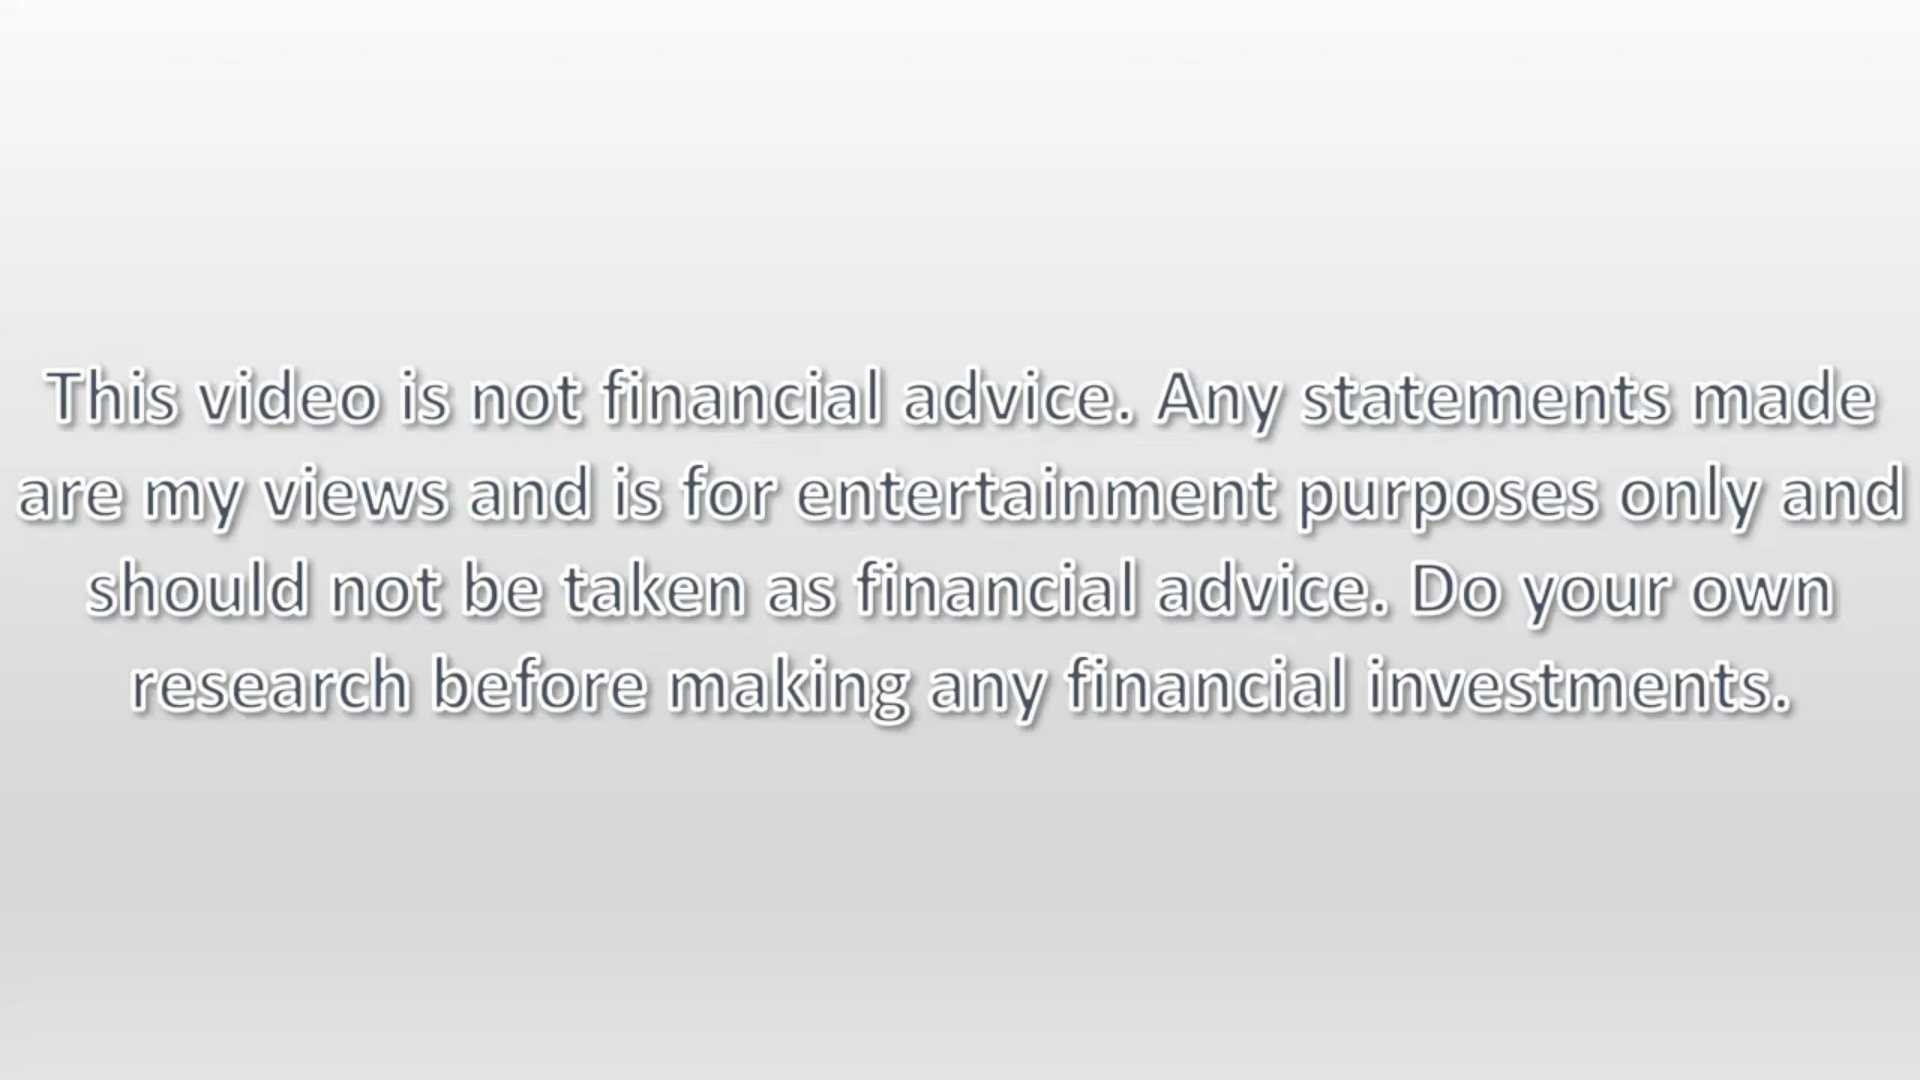 This video is not financial advice. Any statements made
are my views and is for entertainment purposes only and
should not be taken as financial advice. Do your own
research before making any financial investments.